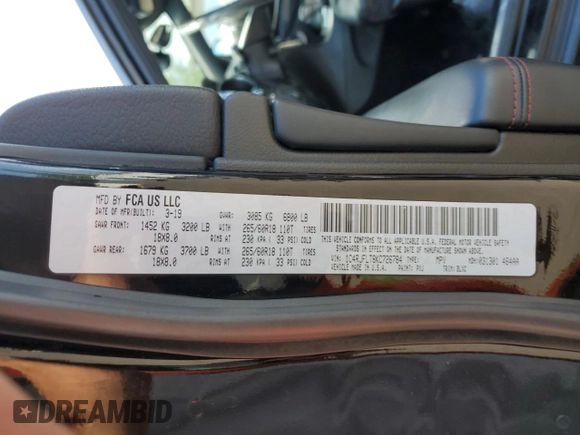 MFD BY FCA US LLC
DATE OF MFR(BUILT): 3-19 GVWR: 3085 KG 6800 LB
GAWR FRONT: 1452 KG 3200 LB WITH 265/60R18 110T TIRES
18X8.0 RIMS AT 230 KPA ( 33 PSI) COLD
GAWR REAR: 1679 KG 3700 LB WITH 265/60R18 110T TIRES
18X8.0 RIMS AT 230 KPA ( 33 PSI) COLD
THIS VEHICLE CONFORMS TO ALL APPLICABLE U.S.A. FEDERAL MOTOR VEHICLE SAFETY
STANDARDS IN EFFECT ON THE DATE OF MANUFACTURE SHOWN ABOVE.
TYPE: MPV
PAINT: PXJ
DREAMBID